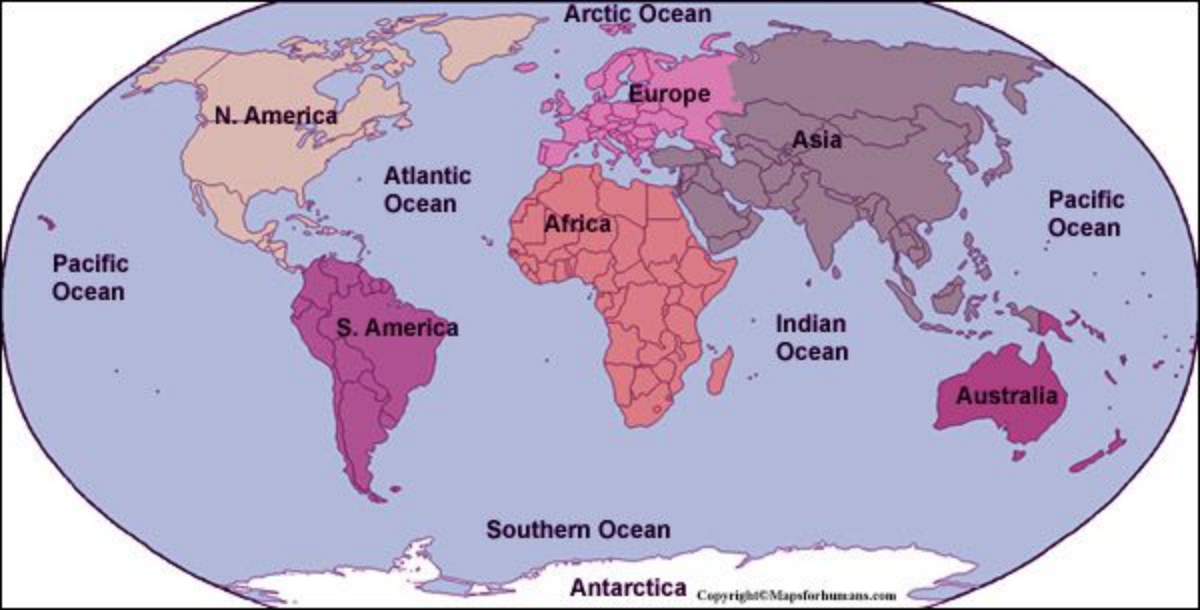 Arctic Ocean
N. America
Europe
Asia
Atlantic
Ocean
Pacific
Ocean
Africa
Pacific
Ocean
S. America
Indian
Ocean
Australia
Southern Ocean
Antarctica
Copyright©Mapsforhumans.com